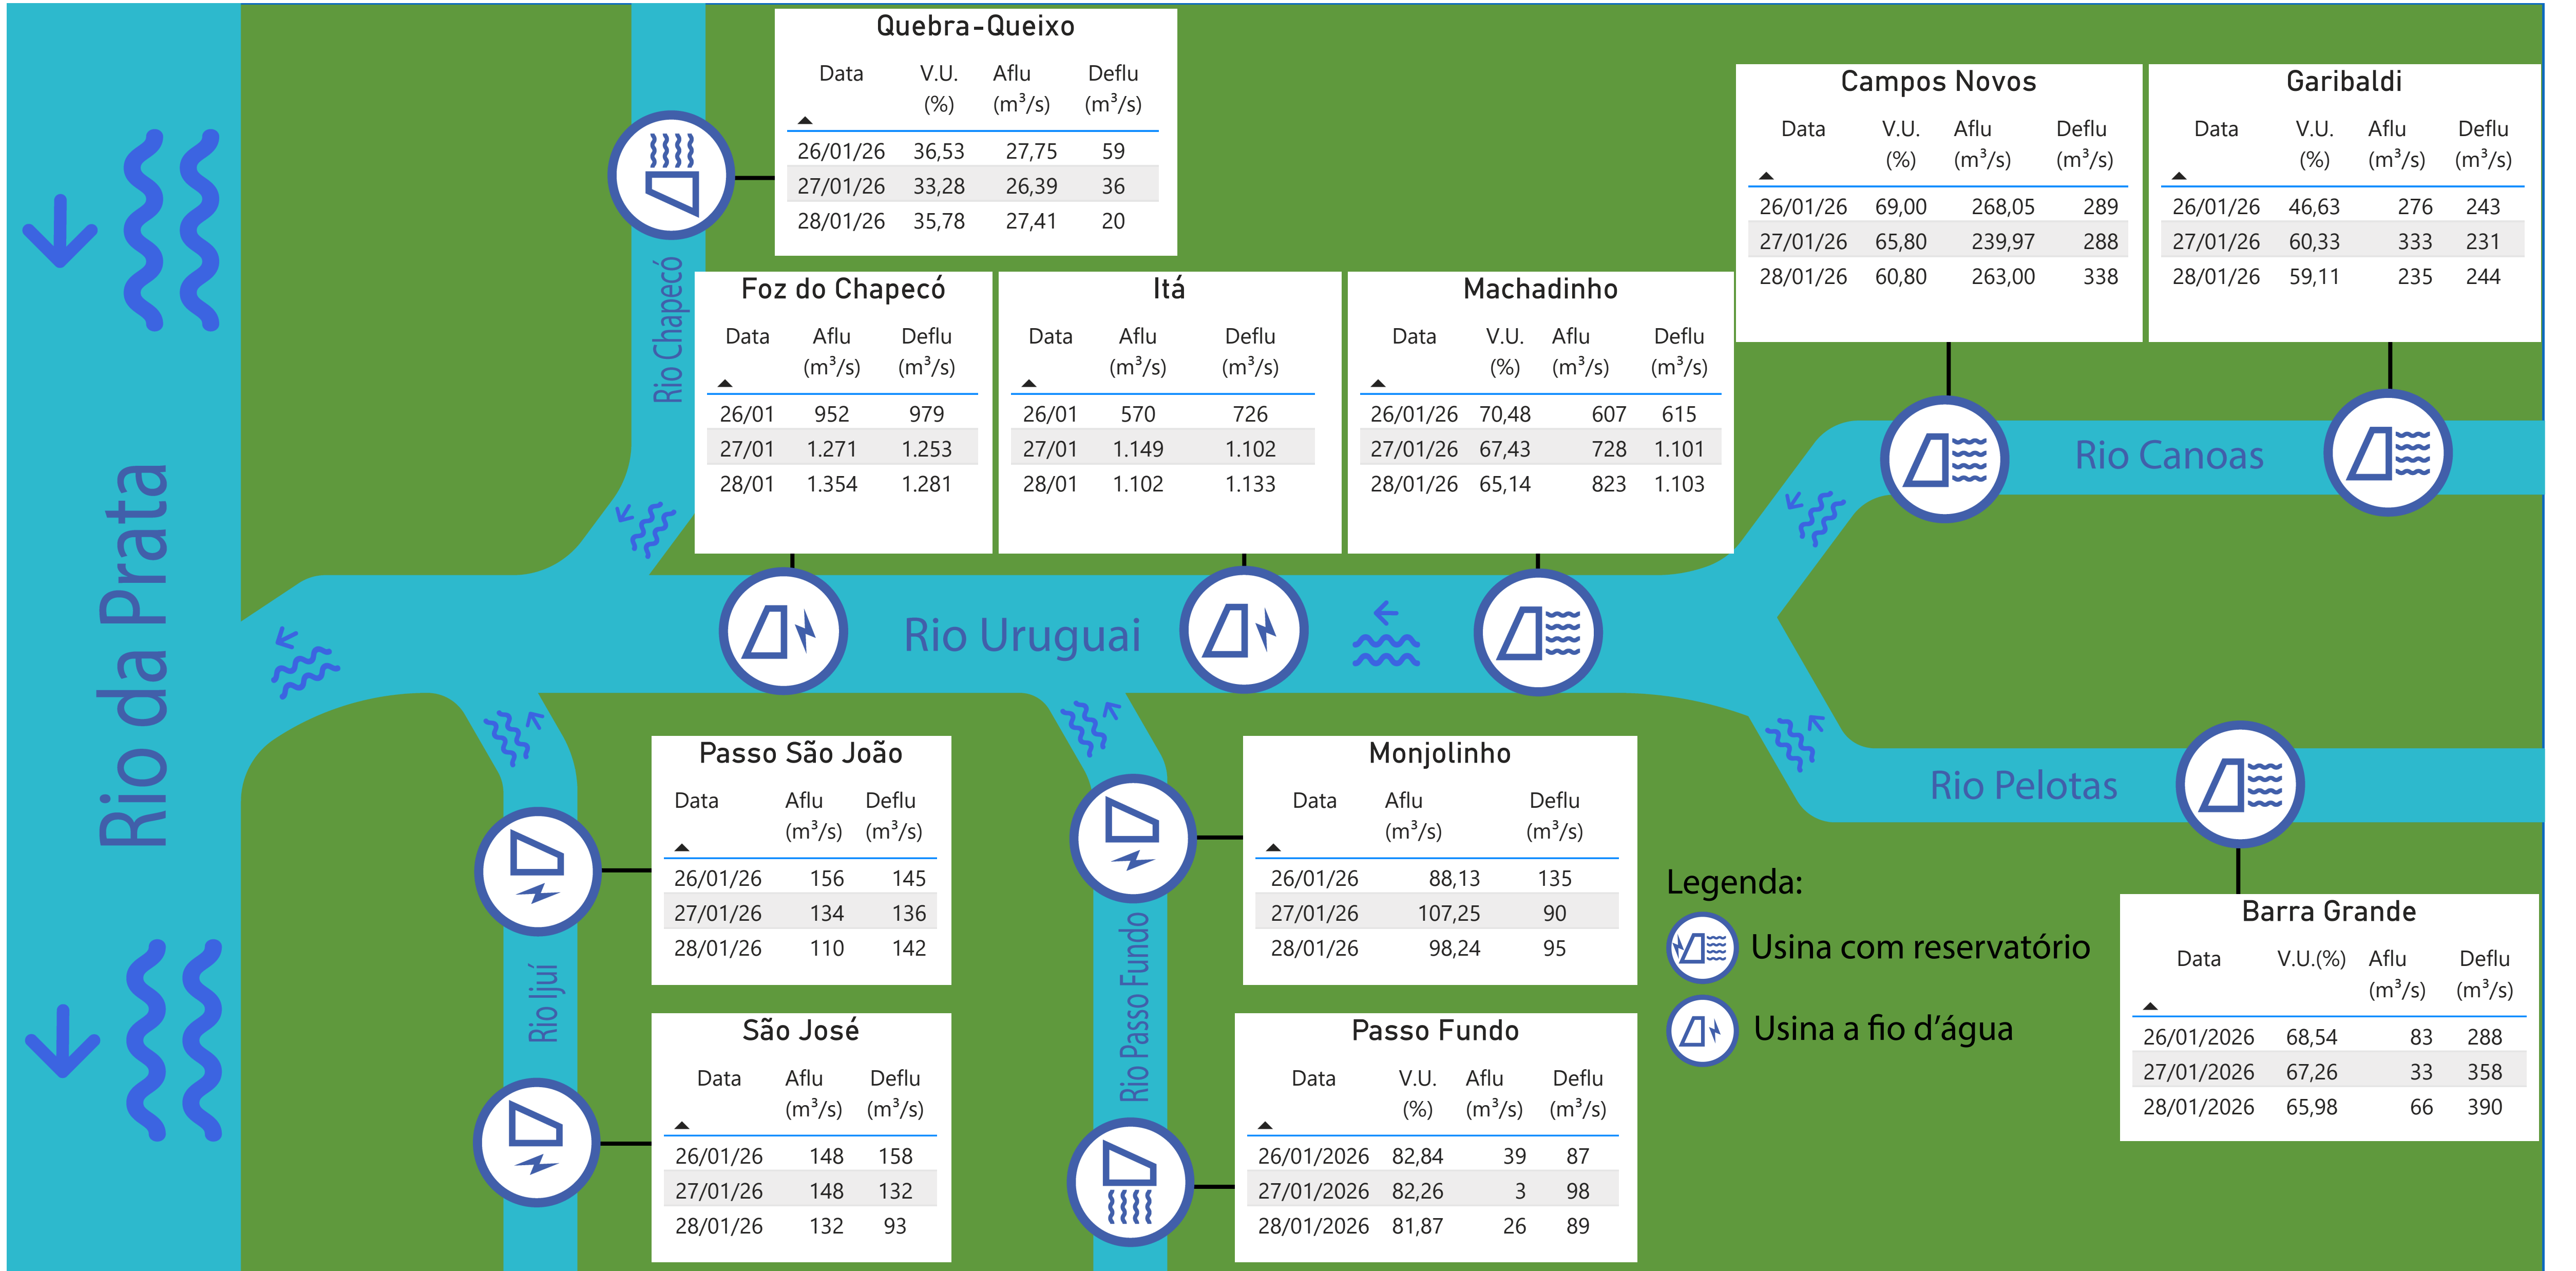 Quebra-Queixo
Data V.U. (%) Aflu (m³/s) Deflu (m³/s)
26/01/26 36,53 27,75 59
27/01/26 33,28 26,39 36
28/01/26 35,78 27,41 20
Campos Novos
Data V.U. (%) Aflu (m³/s) Deflu (m³/s)
26/01/26 69,00 268,05 289
27/01/26 65,80 239,97 288
28/01/26 60,80 263,00 338
Garibaldi
Data V.U. (%) Aflu (m³/s) Deflu (m³/s)
26/01/26 46,63 276 243
27/01/26 60,33 333 231
28/01/26 59,11 235 244
Rio Chapecó
Foz do Chapecó
Data Aflu (m³/s) Deflu (m³/s)
26/01 952 979
27/01 1.271 1.253
28/01 1.354 1.281
Itá
Data Aflu (m³/s) Deflu (m³/s)
26/01 570 726
27/01 1.149 1.102
28/01 1.102 1.133
Machadinho
Data V.U. (%) Aflu (m³/s) Deflu (m³/s)
26/01/26 70,48 607 615
27/01/26 67,43 728 1.101
28/01/26 65,14 823 1.103
Rio Canoas
Rio da Prata
Rio Uruguai
Rio Pelotas
Passo São João
Data Aflu (m³/s) Deflu (m³/s)
26/01/26 156 145
27/01/26 134 136
28/01/26 110 142
Monjolinho
Data Aflu (m³/s) Deflu (m³/s)
26/01/26 88,13 135
27/01/26 107,25 90
28/01/26 98,24 95
Legenda:
Usina com reservatório
Usina a fio d’água
Barra Grande
Data V.U.(%) Aflu (m³/s) Deflu (m³/s)
26/01/2026 68,54 83 288
27/01/2026 67,26 33 358
28/01/2026 65,98 66 390
Rio Ijuí
Rio Passo Fundo
São José
Data Aflu (m³/s) Deflu (m³/s)
26/01/26 148 158
27/01/26 148 132
28/01/26 132 93
Passo Fundo
Data V.U. (%) Aflu (m³/s) Deflu (m³/s)
26/01/2026 82,84 39 87
27/01/2026 82,26 3 98
28/01/2026 81,87 26 89